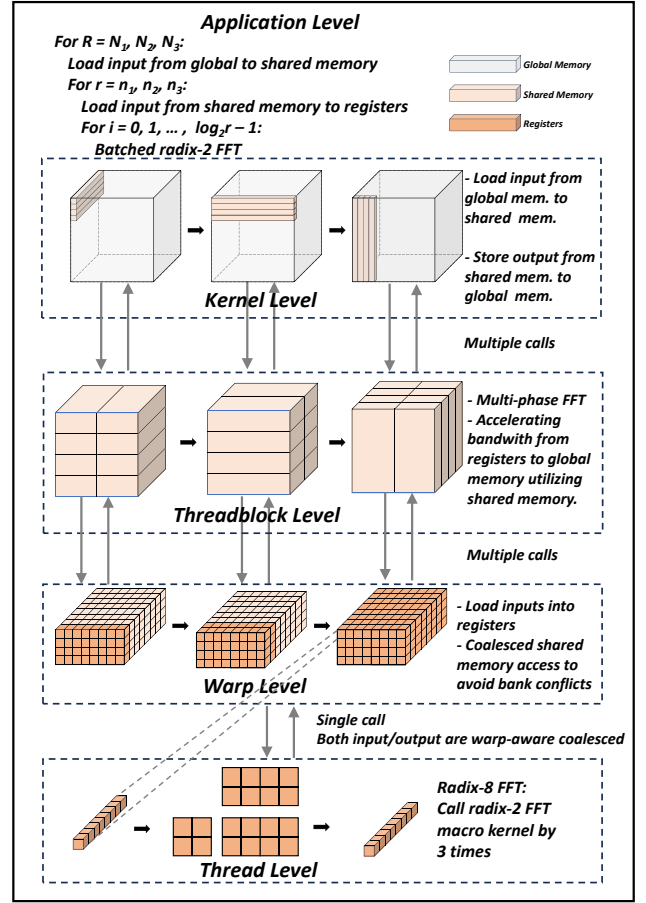 Application Level
For R = N₁, N₂, N₃:
Load input from global to shared memory
For r = n₁, n₂, n₃:
Load input from shared memory to registers
For i = 0, 1, … , log₂r – 1:
Batched radix-2 FFT
Global Memory
Shared Memory
Registers
- Load input from
global mem. to
shared mem.
- Store output from
shared mem. to
global mem.
Kernel Level
Multiple calls
- Multi-phase FFT
- Accelerating
bandwith from
registers to global
memory utilizing
shared memory.
Threadblock Level
Multiple calls
- Load inputs into
registers
- Coalesced shared
memory access to
avoid bank conflicts
Warp Level
Single call
Both input/output are warp-aware coalesced
Radix-8 FFT:
Call radix-2 FFT
macro kernel by
3 times
Thread Level